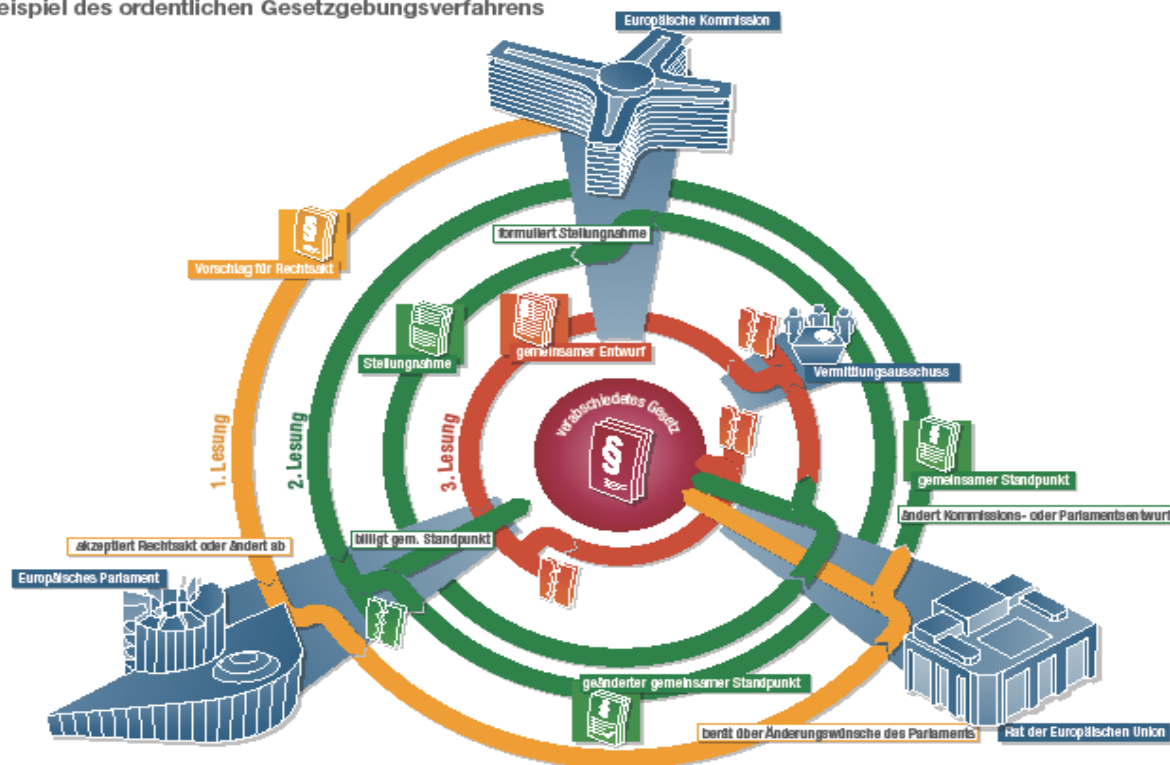 eispiel des ordentlichen Gesetzgebungsverfahrens
Europäische Kommission
formuliert Stellungnahme
Vorschlag für Rechtsakt
Stellungnahme
gemeinsamer Entwurf
Vermittlungsausschuss
verabschiedetes Gesetz
§
1. Lesung
2. Lesung
3. Lesung
gemeinsamer Standpunkt
ändert Kommissions- oder Parlamentsentwurf
akzeptiert Rechtsakt oder ändert ab
billigt gem. Standpunkt
Europäisches Parlament
geänderter gemeinsamer Standpunkt
berät über Änderungswünsche des Parlaments
Rat der Europäischen Union